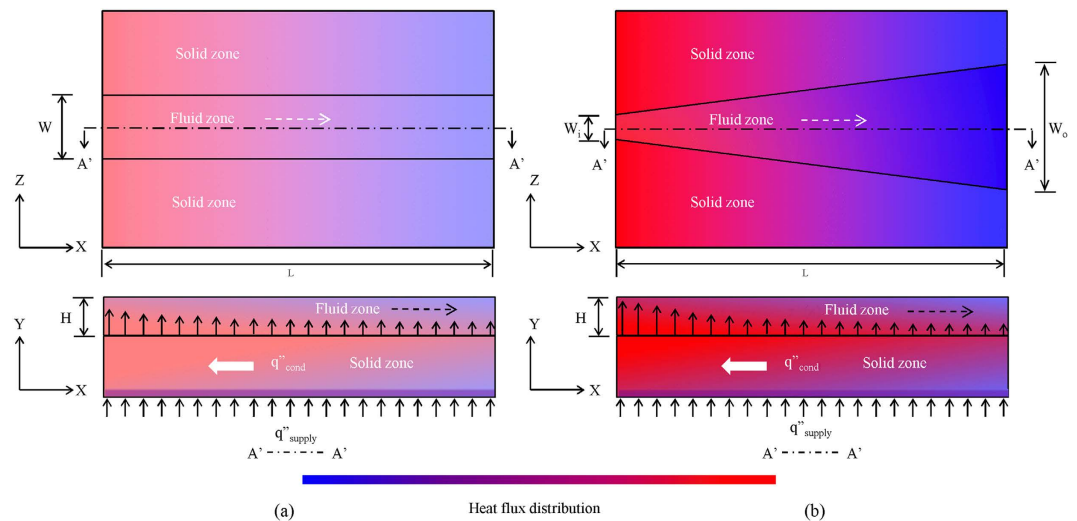 Solid zone
W
Fluid zone
A’
A’
Z
Solid zone
X
L
Fluid zone
H
Y
q”cond
Solid zone
X
q”supply
A’ A’
Solid zone
Wi
Fluid zone
Wo
A’
A’
Z
Solid zone
X
L
Fluid zone
H
Y
q”cond
Solid zone
X
q”supply
A’ A’
(a)
Heat flux distribution
(b)